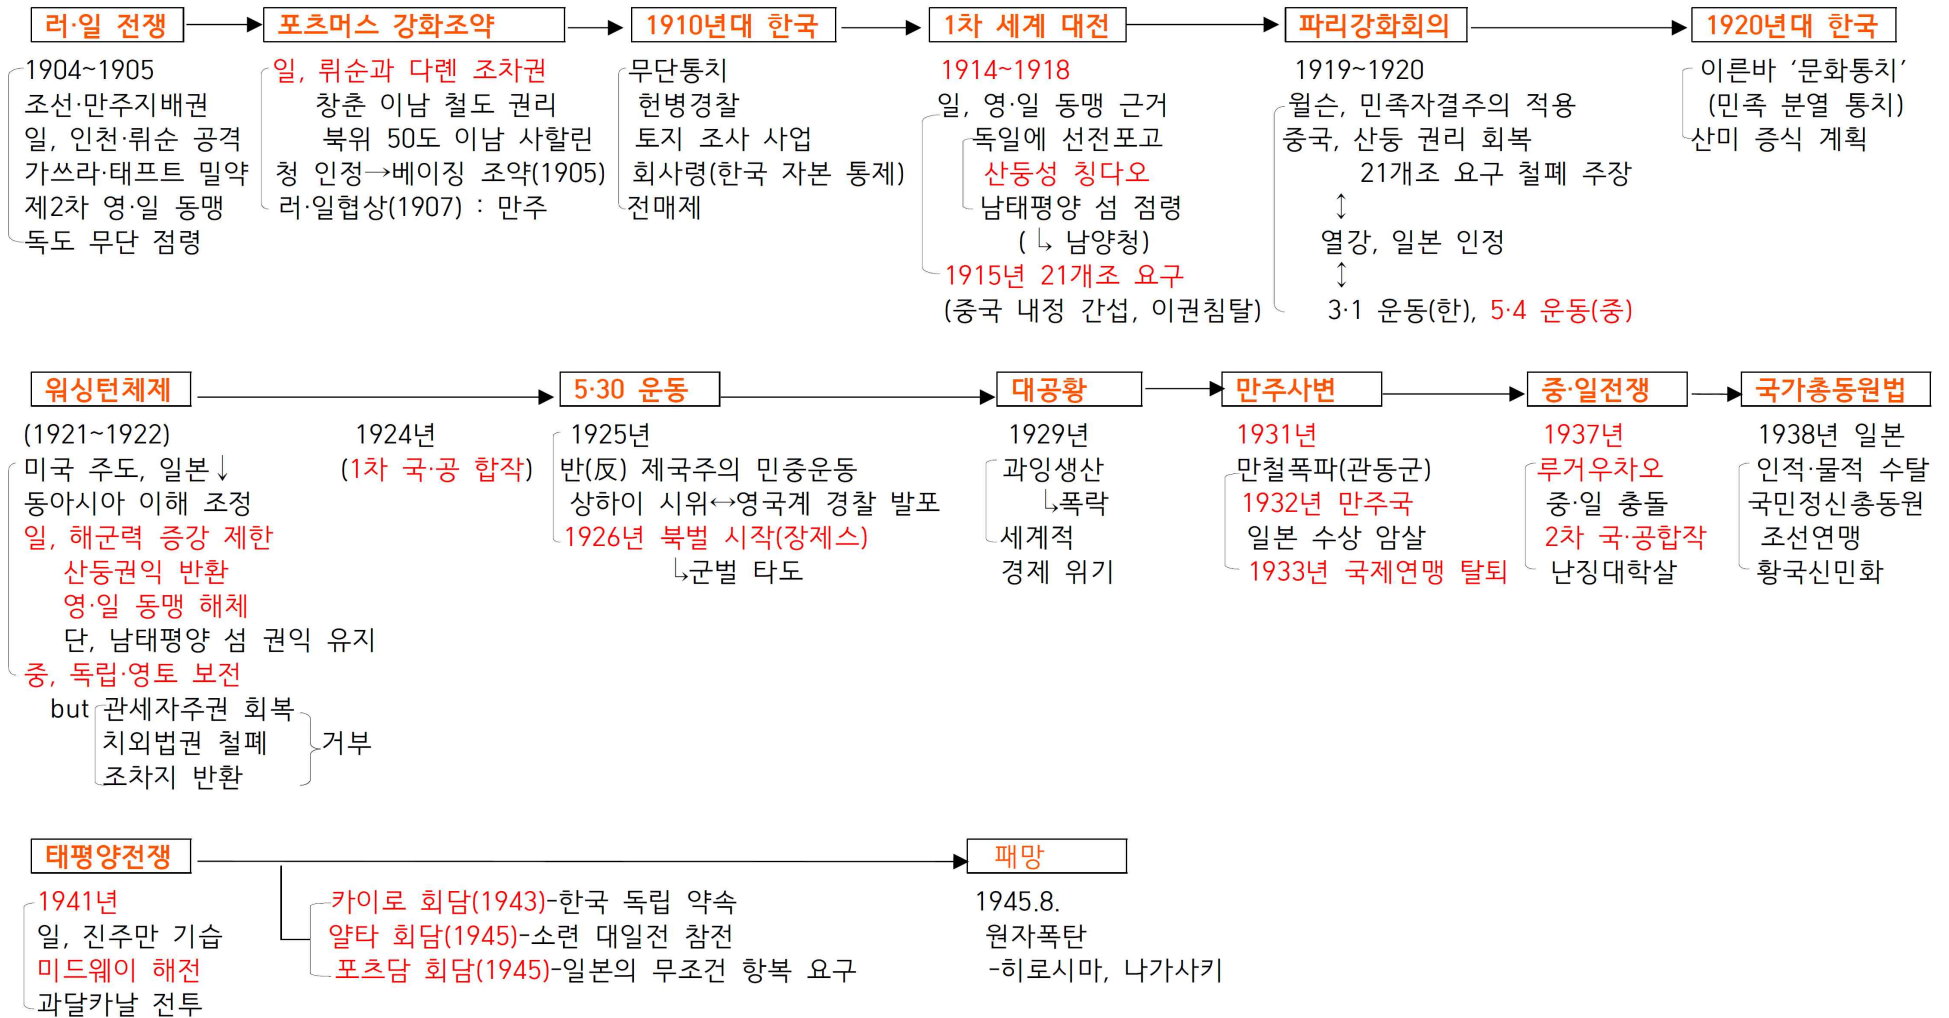 러·일 전쟁
1904~1905
조선·만주지배권
일, 인천·뤼순 공격
가쓰라·태프트 밀약
제2차 영·일 동맹
독도 무단 점령
포츠머스 강화조약
일, 뤼순과 다롄 조차권
창춘 이남 철도 권리
북위 50도 이남 사할린
청 인정→베이징 조약(1905)
러·일협상(1907) : 만주
1910년대 한국
무단통치
헌병경찰
토지 조사 사업
회사령(한국 자본 통제)
전매제
1차 세계 대전
1914~1918
일, 영·일 동맹 근거
독일에 선전포고
산둥성 칭다오
남태평양 섬 점령
(↳ 남양청)
1915년 21개조 요구
(중국 내정 간섭, 이권침탈)
파리강화회의
1919~1920
윌슨, 민족자결주의 적용
중국, 산둥 권리 회복
21개조 요구 철폐 주장
↕
열강, 일본 인정
↕
3·1 운동(한), 5·4 운동(중)
1920년대 한국
이른바 '문화통치'
(민족 분열 통치)
산미 증식 계획
워싱턴체제
(1921~1922)
미국 주도, 일본↓
동아시아 이해 조정
일, 해군력 증강 제한
산둥권익 반환
영·일 동맹 해체
단, 남태평양 섬 권익 유지
중, 독립·영토 보전
but 관세자주권 회복
치외법권 철폐
조차지 반환
거부
1924년
(1차 국·공 합작)
5·30 운동
1925년
반(反) 제국주의 민중운동
상하이 시위↔영국계 경찰 발포
1926년 북벌 시작(장제스)
↳군벌 타도
대공황
1929년
과잉생산
↳폭락
세계적
경제 위기
만주사변
1931년
만철폭파(관동군)
1932년 만주국
일본 수상 암살
1933년 국제연맹 탈퇴
중·일전쟁
1937년
루거우차오
중·일 충돌
2차 국·공합작
난징대학살
국가총동원법
1938년 일본
인적·물적 수탈
국민정신총동원
조선연맹
황국신민화
태평양전쟁
1941년
일, 진주만 기습
미드웨이 해전
과달카날 전투
카이로 회담(1943)-한국 독립 약속
얄타 회담(1945)-소련 대일전 참전
포츠담 회담(1945)-일본의 무조건 항복 요구
패망
1945.8.
원자폭탄
-히로시마, 나가사키